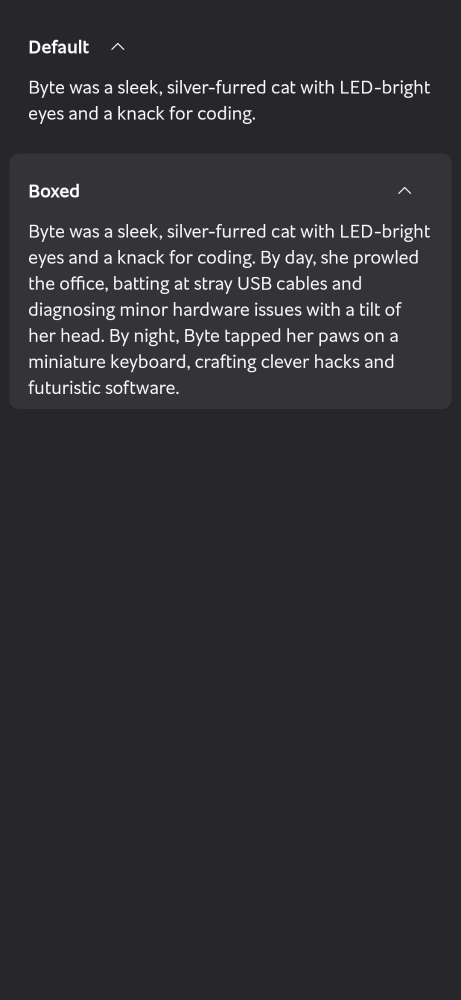 Default
Byte was a sleek, silver-furred cat with LED-bright
eyes and a knack for coding.
Boxed
Byte was a sleek, silver-furred cat with LED-bright
eyes and a knack for coding. By day, she prowled
the office, batting at stray USB cables and
diagnosing minor hardware issues with a tilt of
her head. By night, Byte tapped her paws on a
miniature keyboard, crafting clever hacks and
futuristic software.